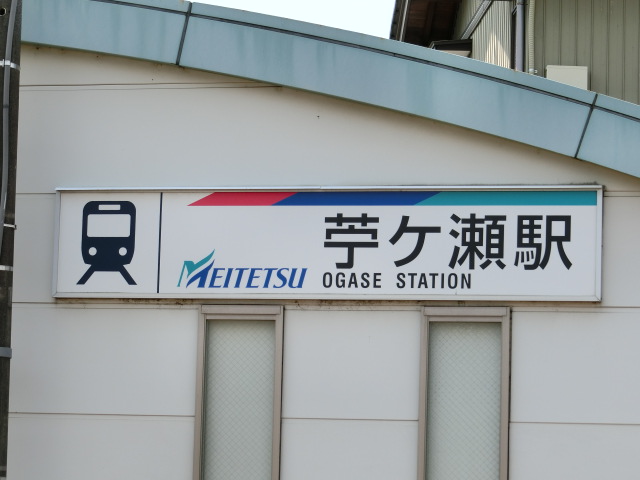 苧ケ瀬駅
MEITETSU OGASE STATION